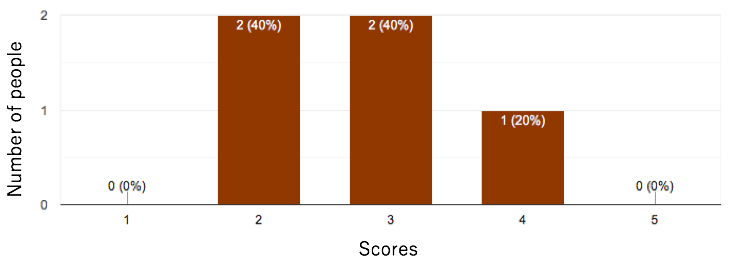 Number of people
2
1
0
0 (0%)
2 (40%)
2 (40%)
1 (20%)
0 (0%)
1 2 3 4 5
Scores